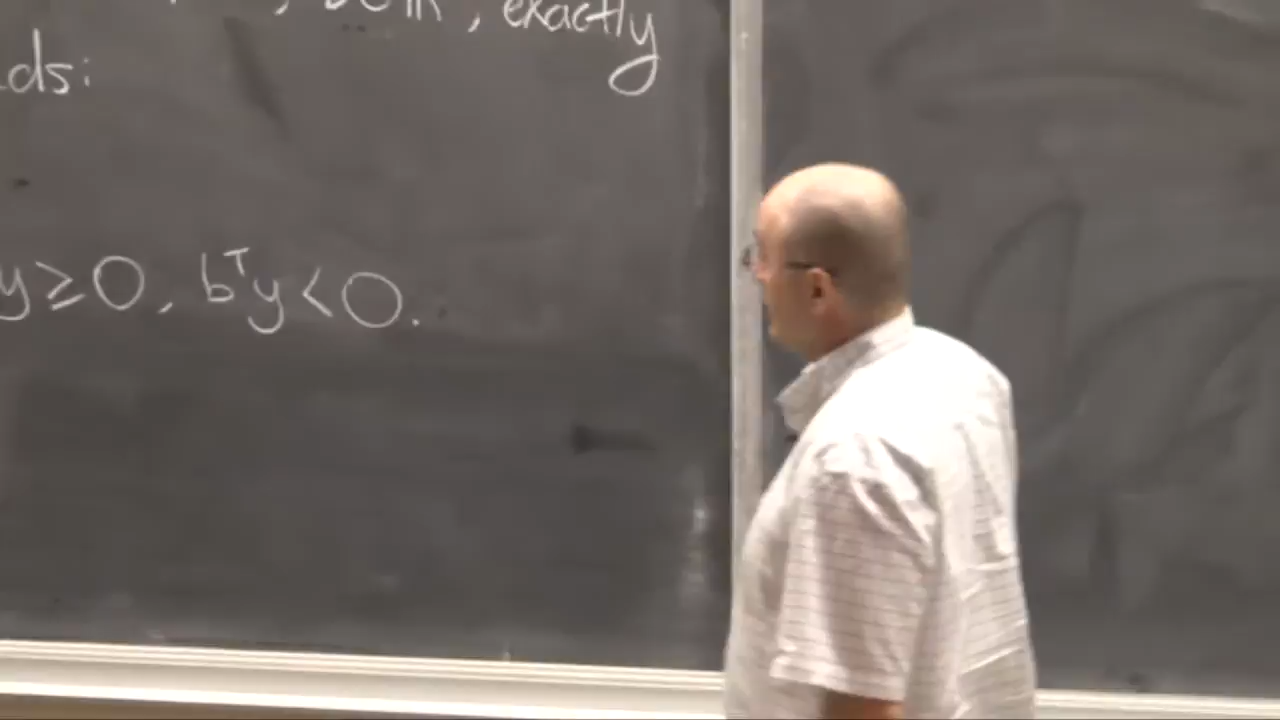 , exactly
ds:
y ≥ 0, bᵀy < 0.